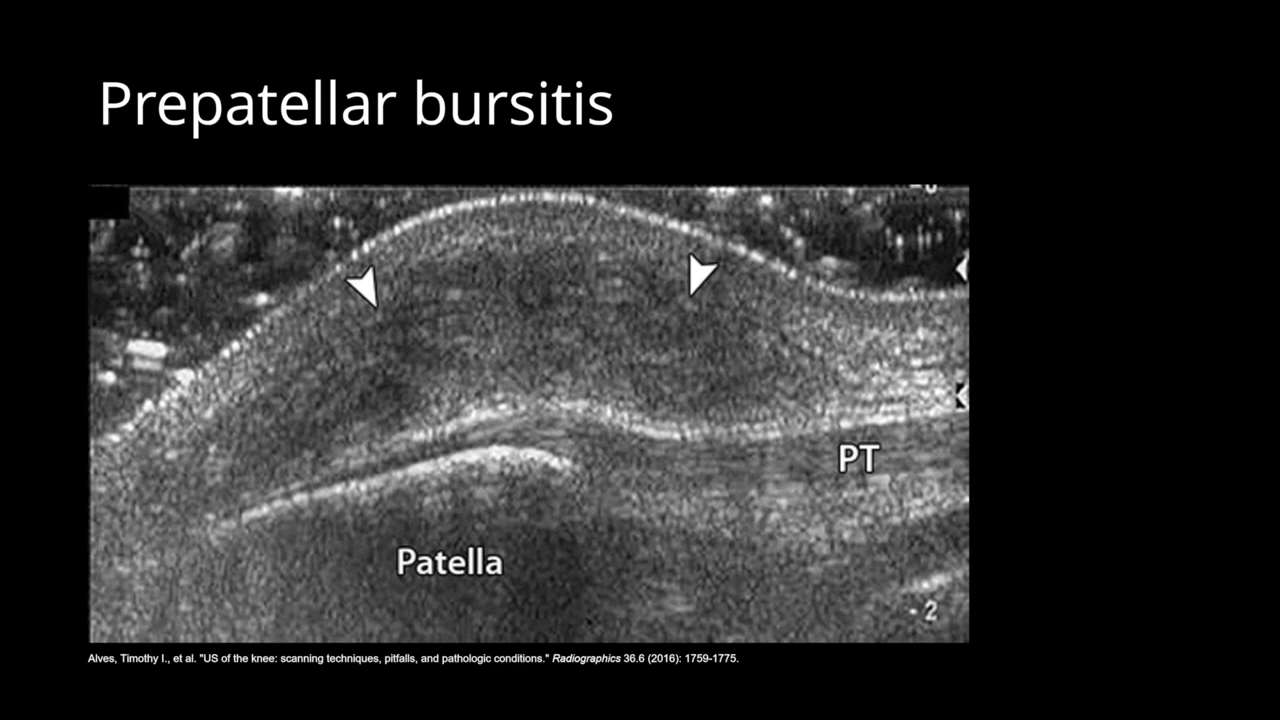 Prepatellar bursitis
PT
Patella
- 2
Alves, Timothy I., et al. "US of the knee: scanning techniques, pitfalls, and pathologic conditions." Radiographics 36.6 (2016): 1759-1775.